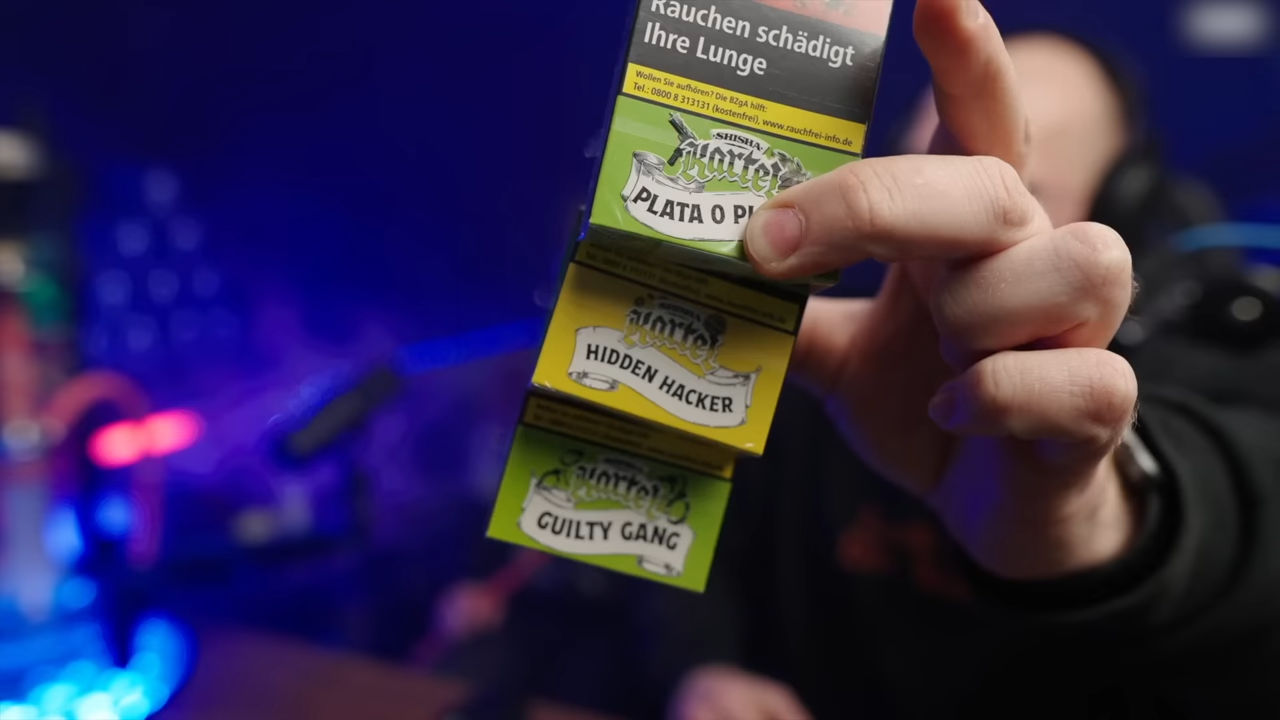 Rauchen schädigt
Ihre Lunge
Wollen Sie aufhören? Die BZgA hilft:
Tel.: 0800 8 313131 (kostenfrei), www.rauchfrei-info.de
SHISHA
Kartel
PLATA O
SHISHA
Kartel
HIDDEN HACKER
Kartel
GUILTY GANG